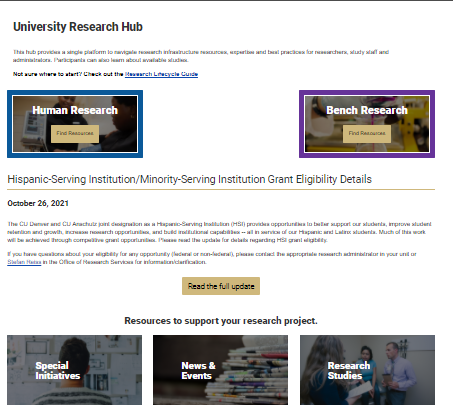 University Research Hub
This hub provides a single platform to navigate research infrastructure resources, expertise and best practices for researchers, study staff and
administrators. Participants can also learn about available studies.
Not sure where to start? Check out the Research Lifecycle Guide
Human Research
Find Resources
Bench Research
Find Resources
Hispanic-Serving Institution/Minority-Serving Institution Grant Eligibility Details
October 26, 2021
The CU Denver and CU Anschutz joint designation as a Hispanic-Serving Institution (HSI) provides opportunities to better support our students, improve student
retention and growth, increase research opportunities, and build institutional capabilities -- all in service of our Hispanic and Latinx students. Much of this work
will be achieved through competitive grant opportunities. Please read the update for details regarding HSI grant eligibility.
If you have questions about your eligibility for any opportunity (federal or non-federal), please contact the appropriate research administrator in your unit or
Stefan Reiss in the Office of Research Services for information/clarification.
Read the full update
Resources to support your research project.
Special
Initiatives
News &
Events
Research
Studies